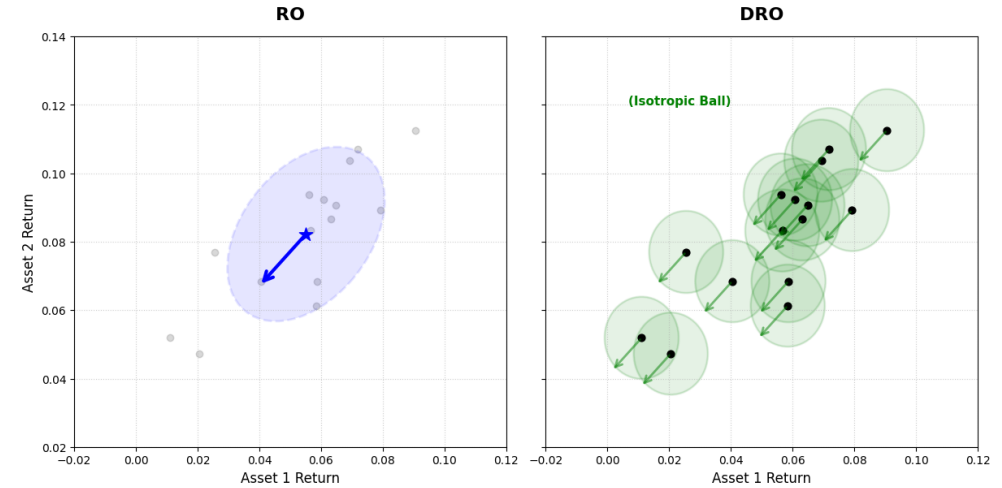 RO
DRO
0.14
0.12
0.10
0.08
0.06
0.04
0.02
Asset 2 Return
(Isotropic Ball)
−0.02 0.00 0.02 0.04 0.06 0.08 0.10 0.12
−0.02 0.00 0.02 0.04 0.06 0.08 0.10 0.12
Asset 1 Return
Asset 1 Return